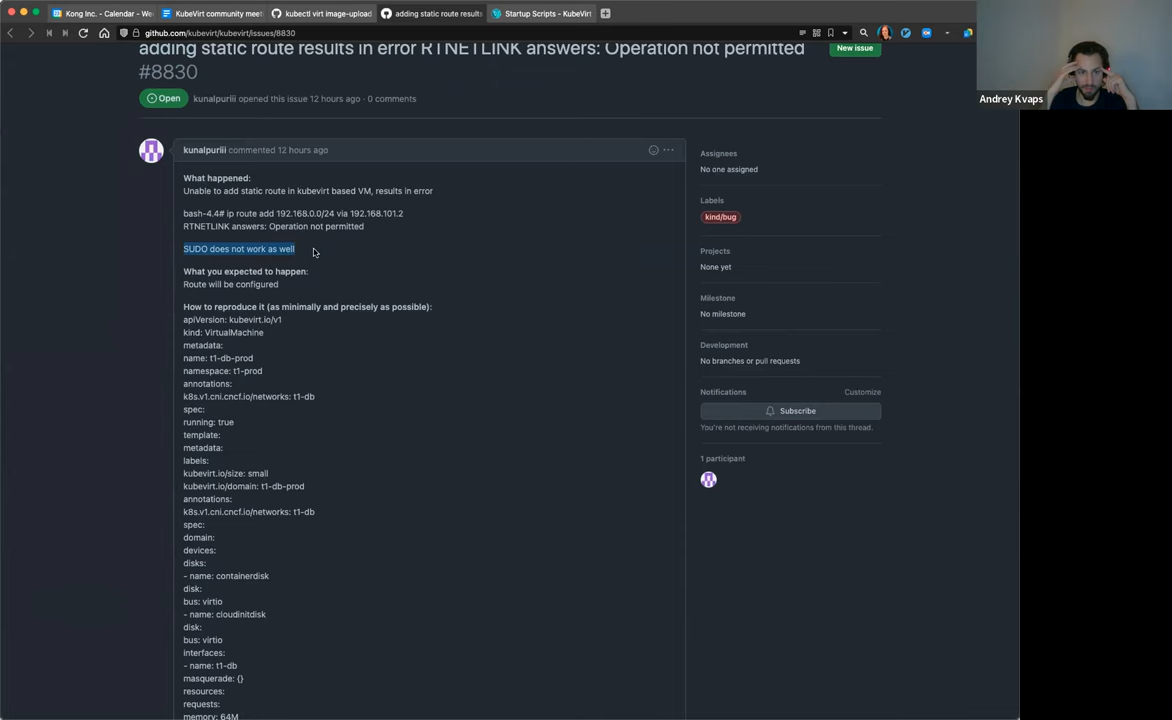 Kong Inc. - Calendar - We
KubeVirt community meet
kubectl virt image-upload
adding static route results
Startup Scripts - KubeVirt
github.com/kubevirt/kubevirt/issues/8830
adding static route results in error RTNETLINK answers: Operation not permitted
#8830
New issue
Open
kunalpuriii opened this issue 12 hours ago · 0 comments
Andrey Kvaps
kunalpuriii commented 12 hours ago
What happened:
Unable to add static route in kubevirt based VM, results in error
bash-4.4# ip route add 192.168.0.0/24 via 192.168.101.2
RTNETLINK answers: Operation not permitted
SUDO does not work as well
What you expected to happen:
Route will be configured
How to reproduce it (as minimally and precisely as possible):
apiVersion: kubevirt.io/v1
kind: VirtualMachine
metadata:
name: t1-db-prod
namespace: t1-prod
annotations:
k8s.v1.cni.cncf.io/networks: t1-db
spec:
running: true
template:
metadata:
labels:
kubevirt.io/size: small
kubevirt.io/domain: t1-db-prod
annotations:
k8s.v1.cni.cncf.io/networks: t1-db
spec:
domain:
devices:
disks:
- name: containerdisk
disk:
bus: virtio
- name: cloudinitdisk
disk:
bus: virtio
interfaces:
- name: t1-db
masquerade: {}
resources:
requests:
memory: 64M
Assignees
No one assigned
Labels
kind/bug
Projects
None yet
Milestone
No milestone
Development
No branches or pull requests
Notifications
Customize
Subscribe
You're not receiving notifications from this thread.
1 participant